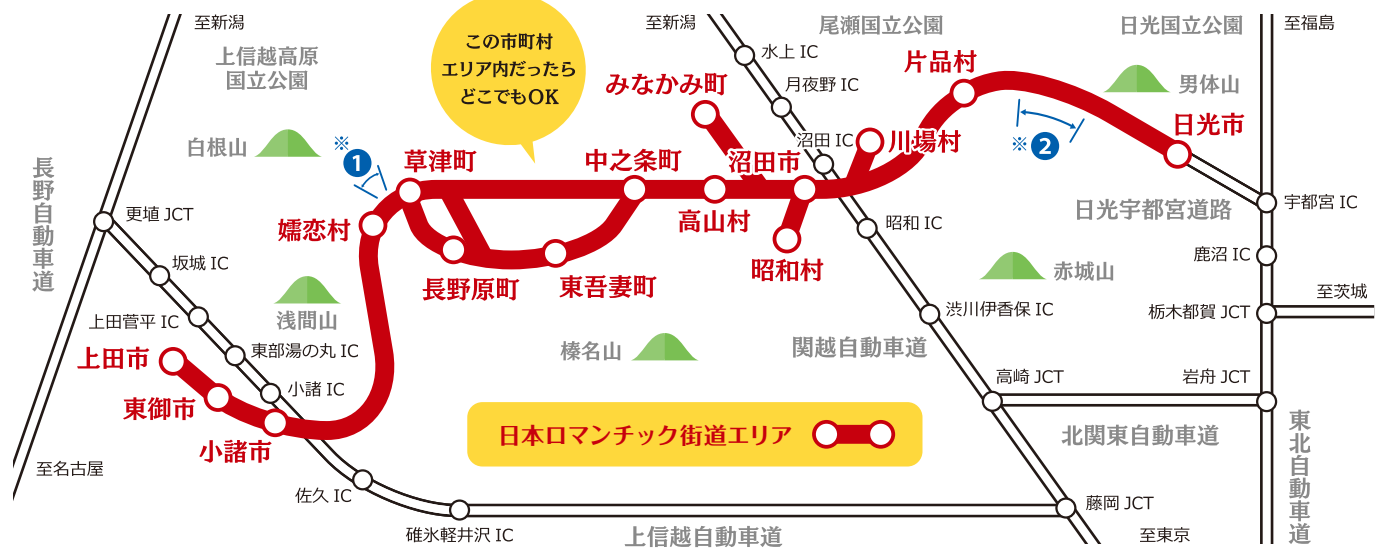 至新潟
上信越高原
国立公園
この市町村
エリア内だったら
どこでもOK
至新潟
尾瀬国立公園
日光国立公園
至福島
水上 IC
月夜野 IC
片品村
男体山
みなかみ町
白根山
※
1
草津町
中之条町
沼田市
沼田 IC
川場村
※
2
日光市
長野自動車道
更埴 JCT
嬬恋村
高山村
昭和 IC
日光宇都宮道路
宇都宮 IC
坂城 IC
長野原町
東吾妻町
昭和村
赤城山
鹿沼 IC
至茨城
上田菅平 IC
浅間山
渋川伊香保 IC
栃木都賀 JCT
上田市
東部湯の丸 IC
榛名山
関越自動車道
小諸 IC
高崎 JCT
岩舟 JCT
東御市
小諸市
日本ロマンチック街道エリア
北関東自動車道
東北自動車道
至名古屋
佐久 IC
碓氷軽井沢 IC
上信越自動車道
藤岡 JCT
至東京